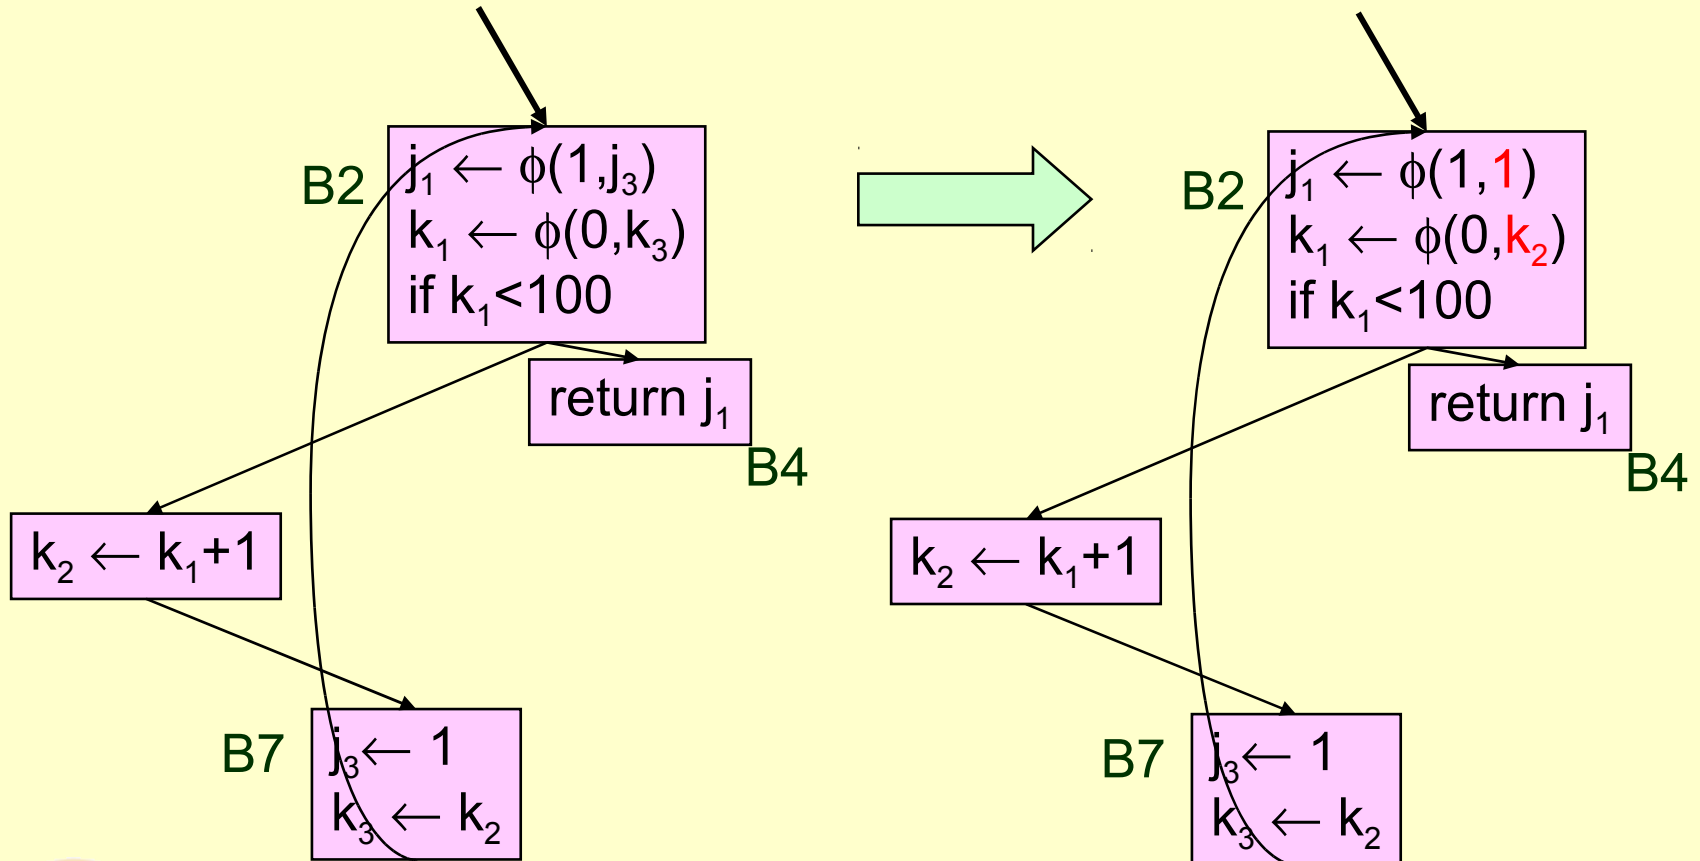 B2
j₁ ← ϕ(1,j₃)
k₁ ← ϕ(0,k₃)
if k₁<100
return j₁
B4
k₂ ← k₁+1
B7
j₃← 1
k₃ ← k₂
B2
j₁ ← ϕ(1,1)
k₁ ← ϕ(0,k₂)
if k₁<100
return j₁
B4
k₂ ← k₁+1
B7
j₃← 1
k₃ ← k₂